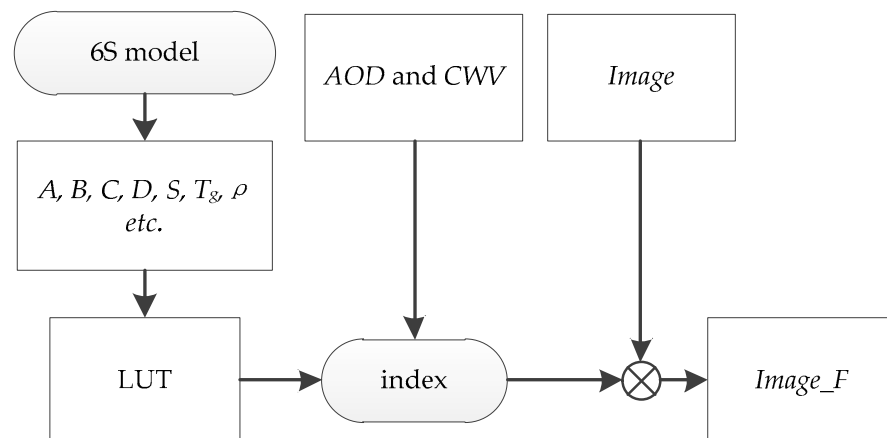 6S model
AOD and CWV
Image
A, B, C, D, S, Tg, ρ
etc.
LUT
index
Image_F